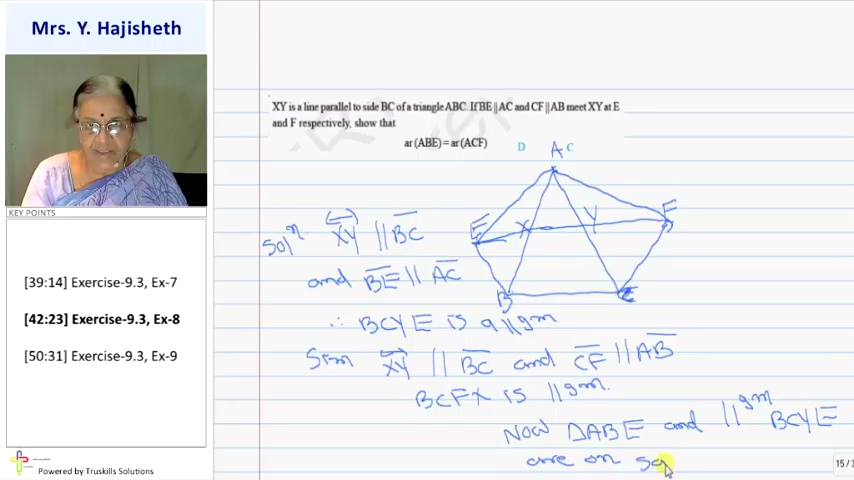 Mrs. Y. Hajisheth
KEY POINTS
[39:14] Exercise-9.3, Ex-7
[42:23] Exercise-9.3, Ex-8
[50:31] Exercise-9.3, Ex-9
Powered by Truskills Solutions
XY is a line parallel to side BC of a triangle ABC. If BE || AC and CF || AB meet XY at E
and F respectively, show that
ar (ABE) = ar (ACF)
D
A
C
E
X
Y
F
B
Solⁿ XY || BC
and BE || AC
∴ BCYE is a ||gm
Sim XY || BC and CF || AB
BCFX is ||gm.
Now ΔABE and ||gm BCYE
are on sa
15/